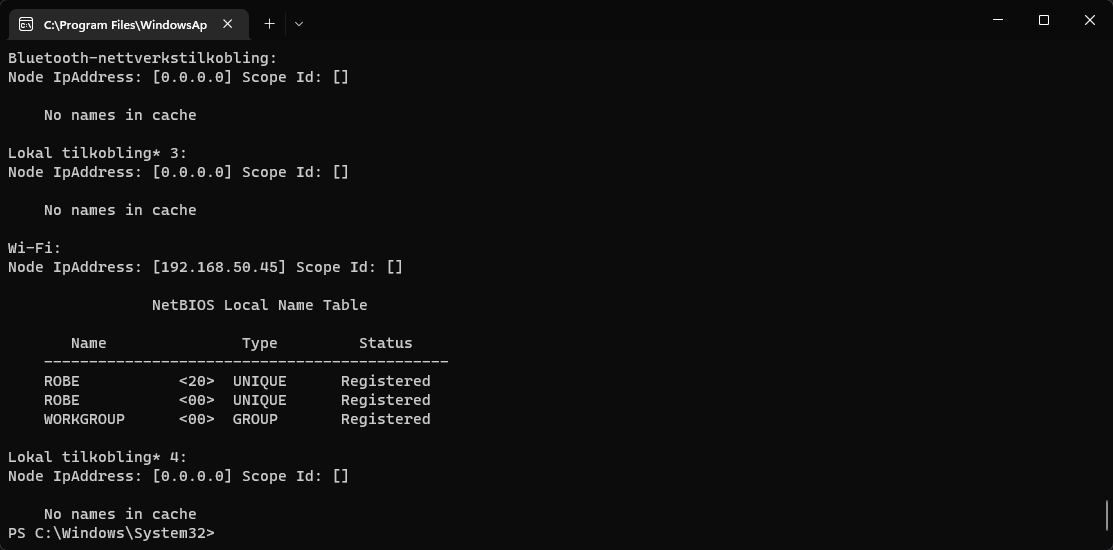 C:\Program Files\WindowsAp
Bluetooth-nettverkstilkobling:
Node IpAddress: [0.0.0.0] Scope Id: []
No names in cache
Lokal tilkobling* 3:
Node IpAddress: [0.0.0.0] Scope Id: []
No names in cache
Wi-Fi:
Node IpAddress: [192.168.50.45] Scope Id: []
NetBIOS Local Name Table
Name Type Status
---------------------------------------------
ROBE <20> UNIQUE Registered
ROBE <00> UNIQUE Registered
WORKGROUP <00> GROUP Registered
Lokal tilkobling* 4:
Node IpAddress: [0.0.0.0] Scope Id: []
No names in cache
PS C:\Windows\System32>